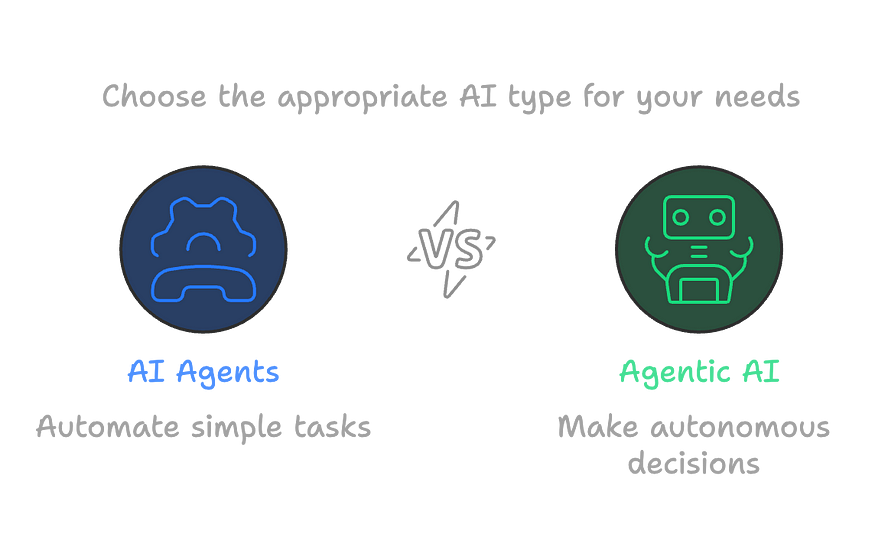 Choose the appropriate AI type for your needs
VS
AI Agents
Agentic AI
Automate simple tasks
Make autonomous
decisions